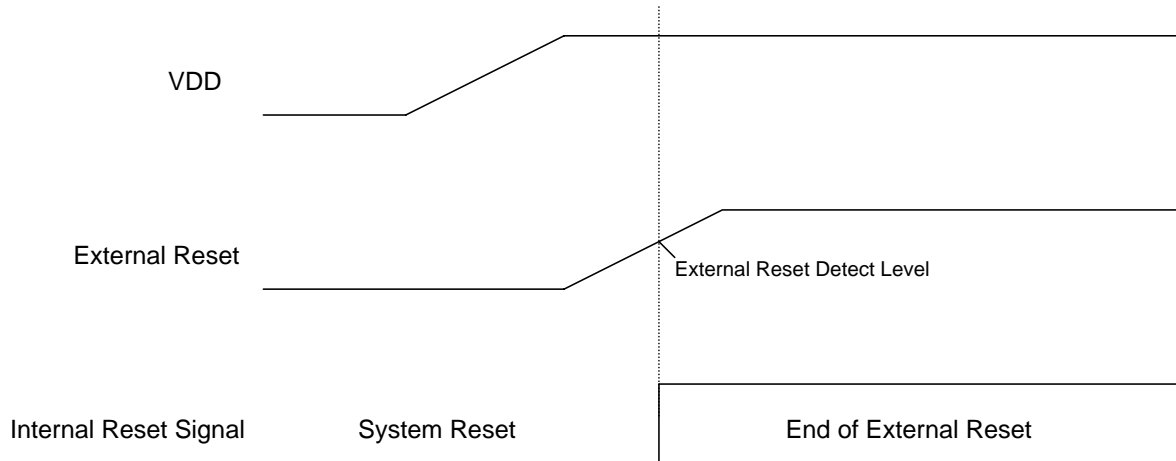 VDD
External Reset
External Reset Detect Level
Internal Reset Signal
System Reset
End of External Reset